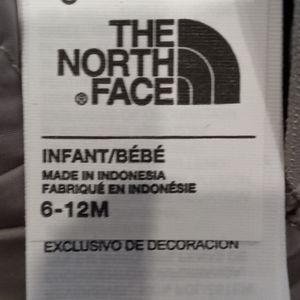 THE
NORTH
®FACE
INFANT/BÉBÉ
MADE IN INDONESIA
FABRIQUÉ EN INDONÉSIE
6-12M
EXCLUSIVO DE DECORACION